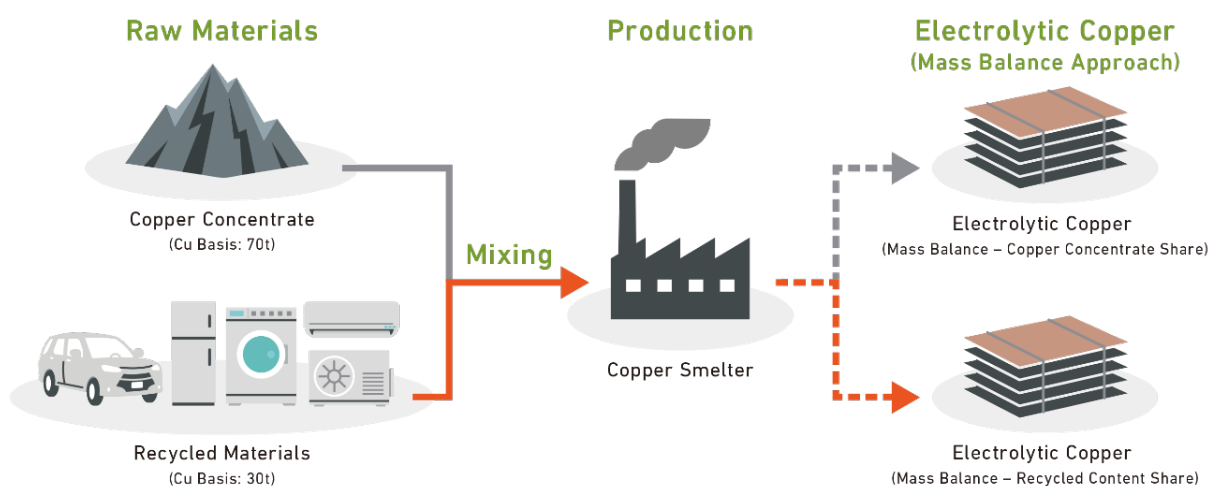 Raw Materials
Copper Concentrate
(Cu Basis: 70t)
Recycled Materials
(Cu Basis: 30t)
Mixing
Production
Copper Smelter
Electrolytic Copper
(Mass Balance Approach)
Electrolytic Copper
(Mass Balance – Copper Concentrate Share)
Electrolytic Copper
(Mass Balance – Recycled Content Share)